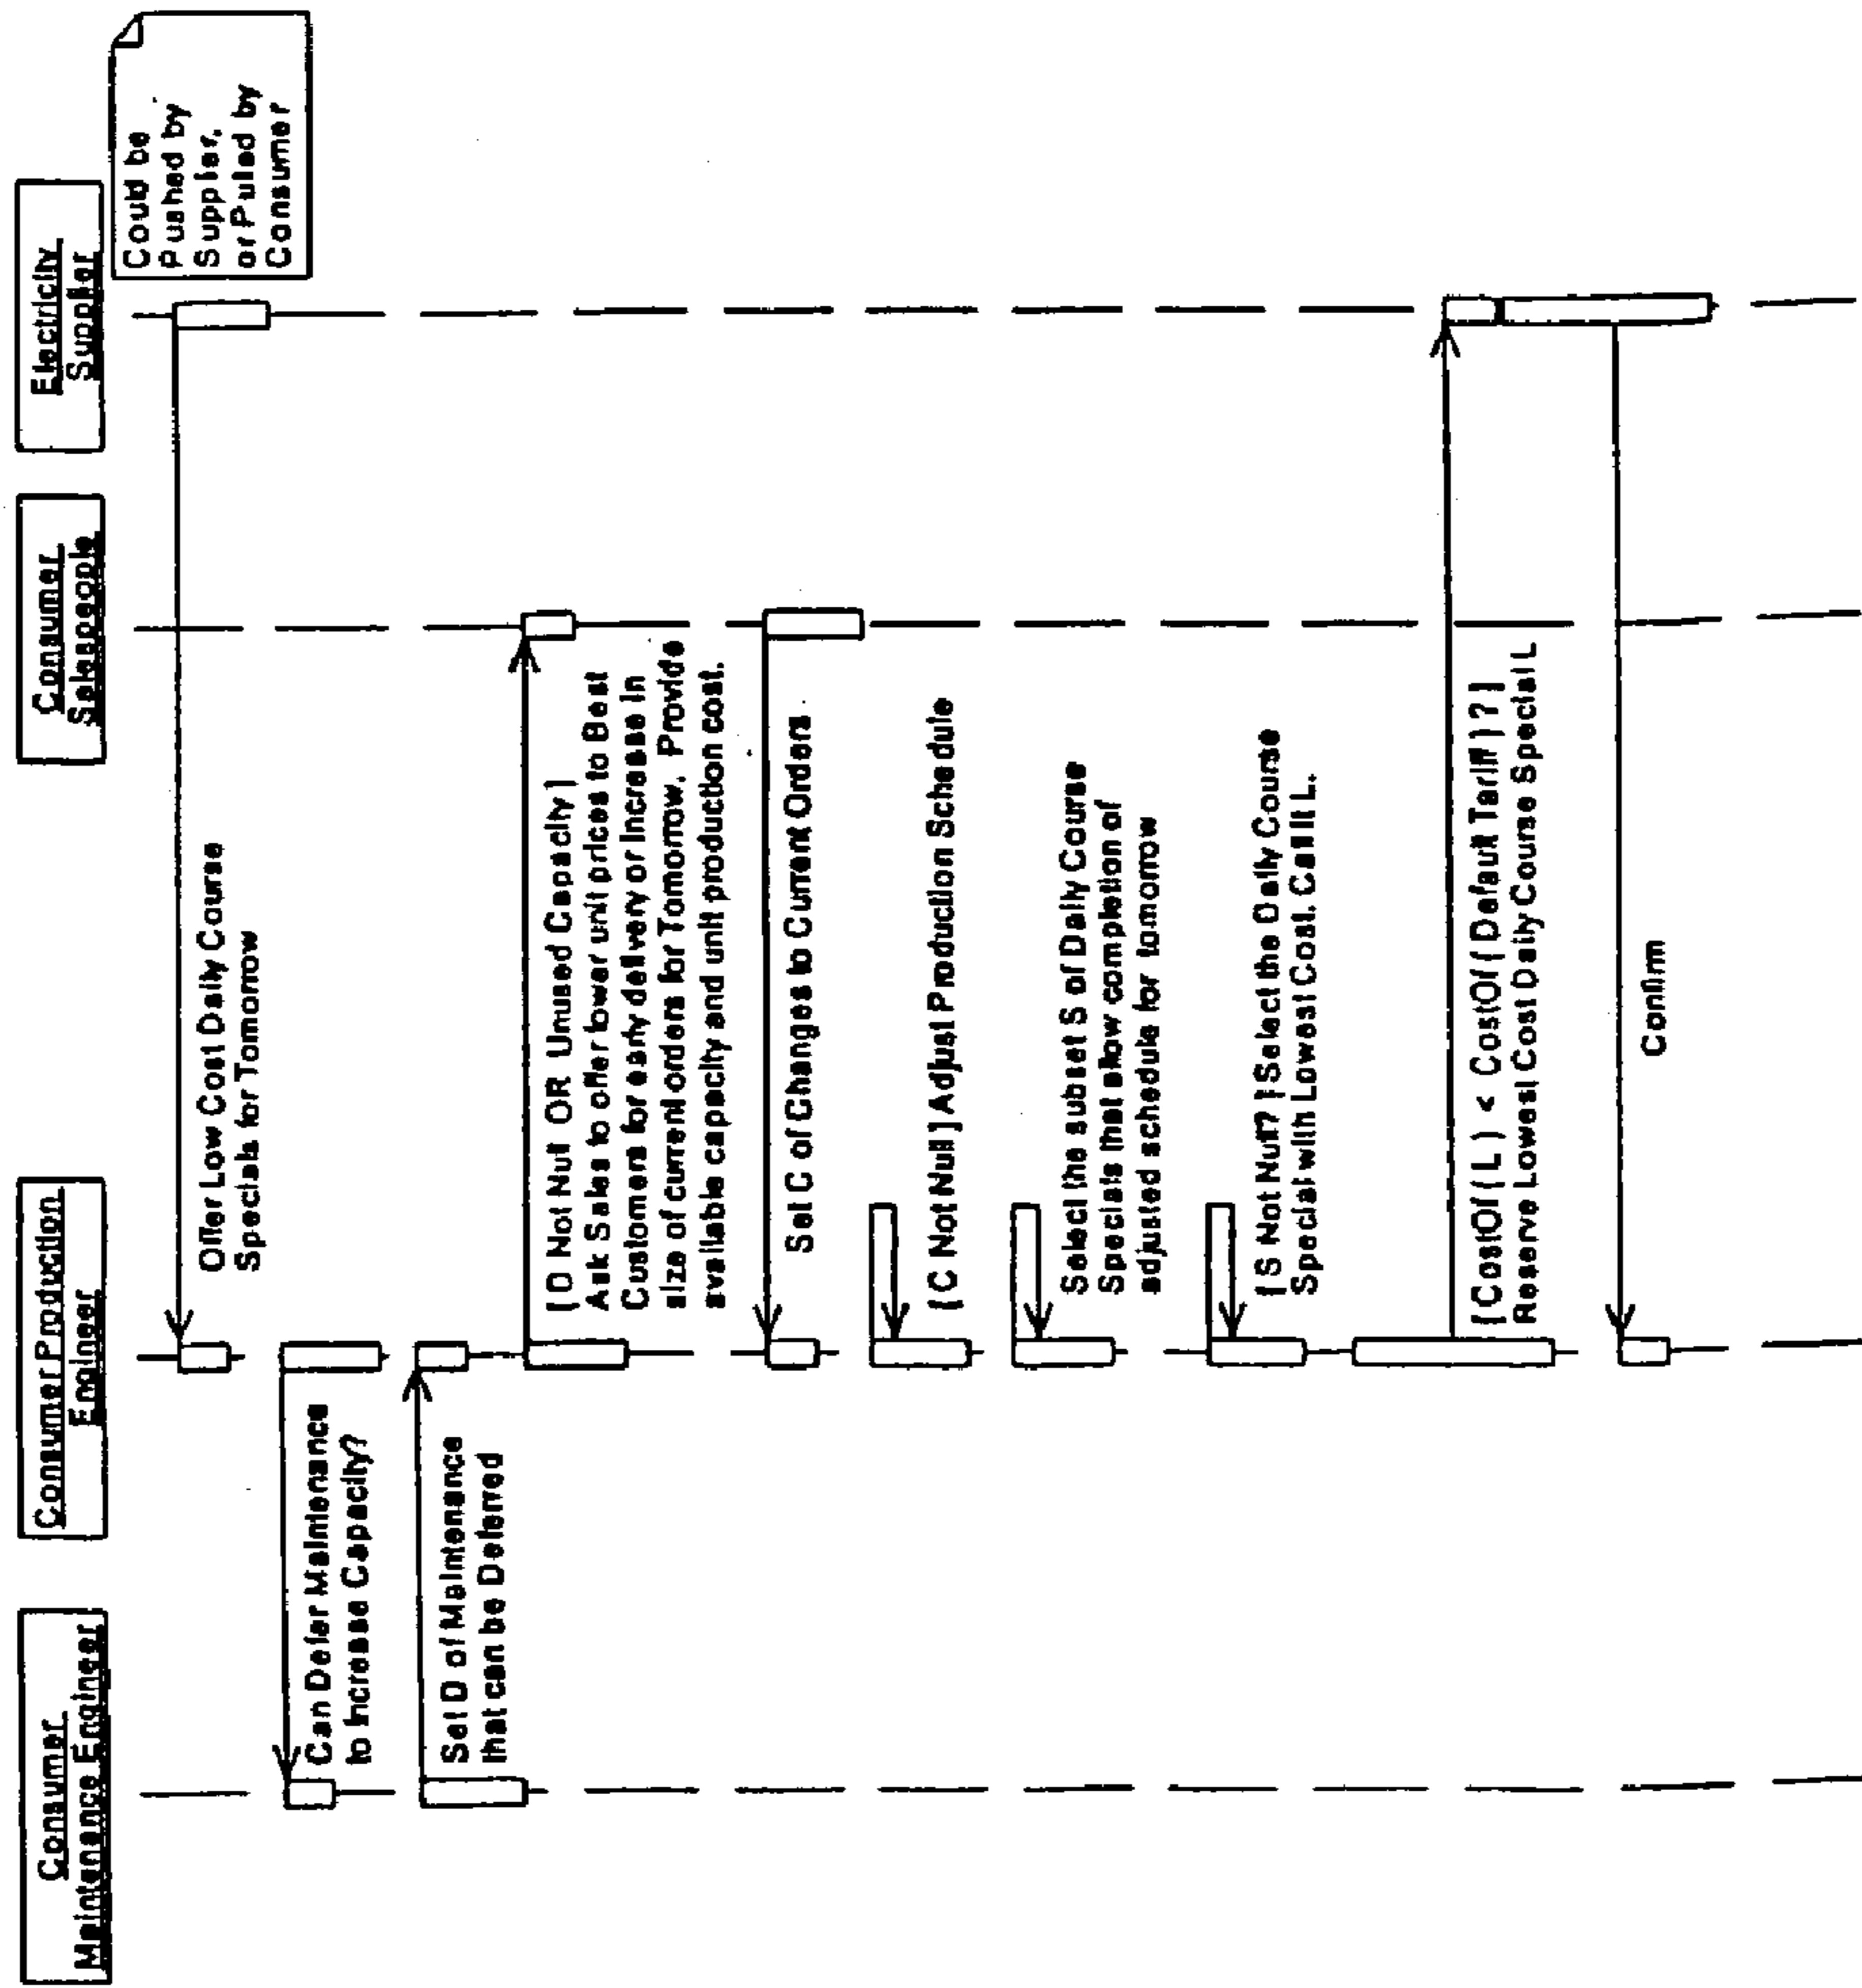 Consumer
Maintenance Engineer
Consumer Production
Engineer
Consumer
Salespeople
Electricity
Supplier
Could be
Pushed by
Supplier,
or Pulled by
Consumer
Offer Low Cost Daily Course
Specials for Tomorrow
Can Defer Maintenance
to Increase Capacity?
Set D of Maintenance
that can be Deferred
[D Not Null OR Unused Capacity]
Ask Sales to offer lower unit prices to Best
Customers for early delivery or Increase in
size of current orders for Tomorrow. Provide
available capacity and unit production cost.
Set C of Changes to Current Orders
[C Not Null] Adjust Production Schedule
Select the subset S of Daily Course
Specials that allow completion of
adjusted schedule for tomorrow
[S Not Null?] Select the Daily Course
Special with Lowest Cost. Call it L.
[CostOf(L) < CostOf(Default Tariff)?]
Reserve Lowest Cost Daily Course Special L
Confirm